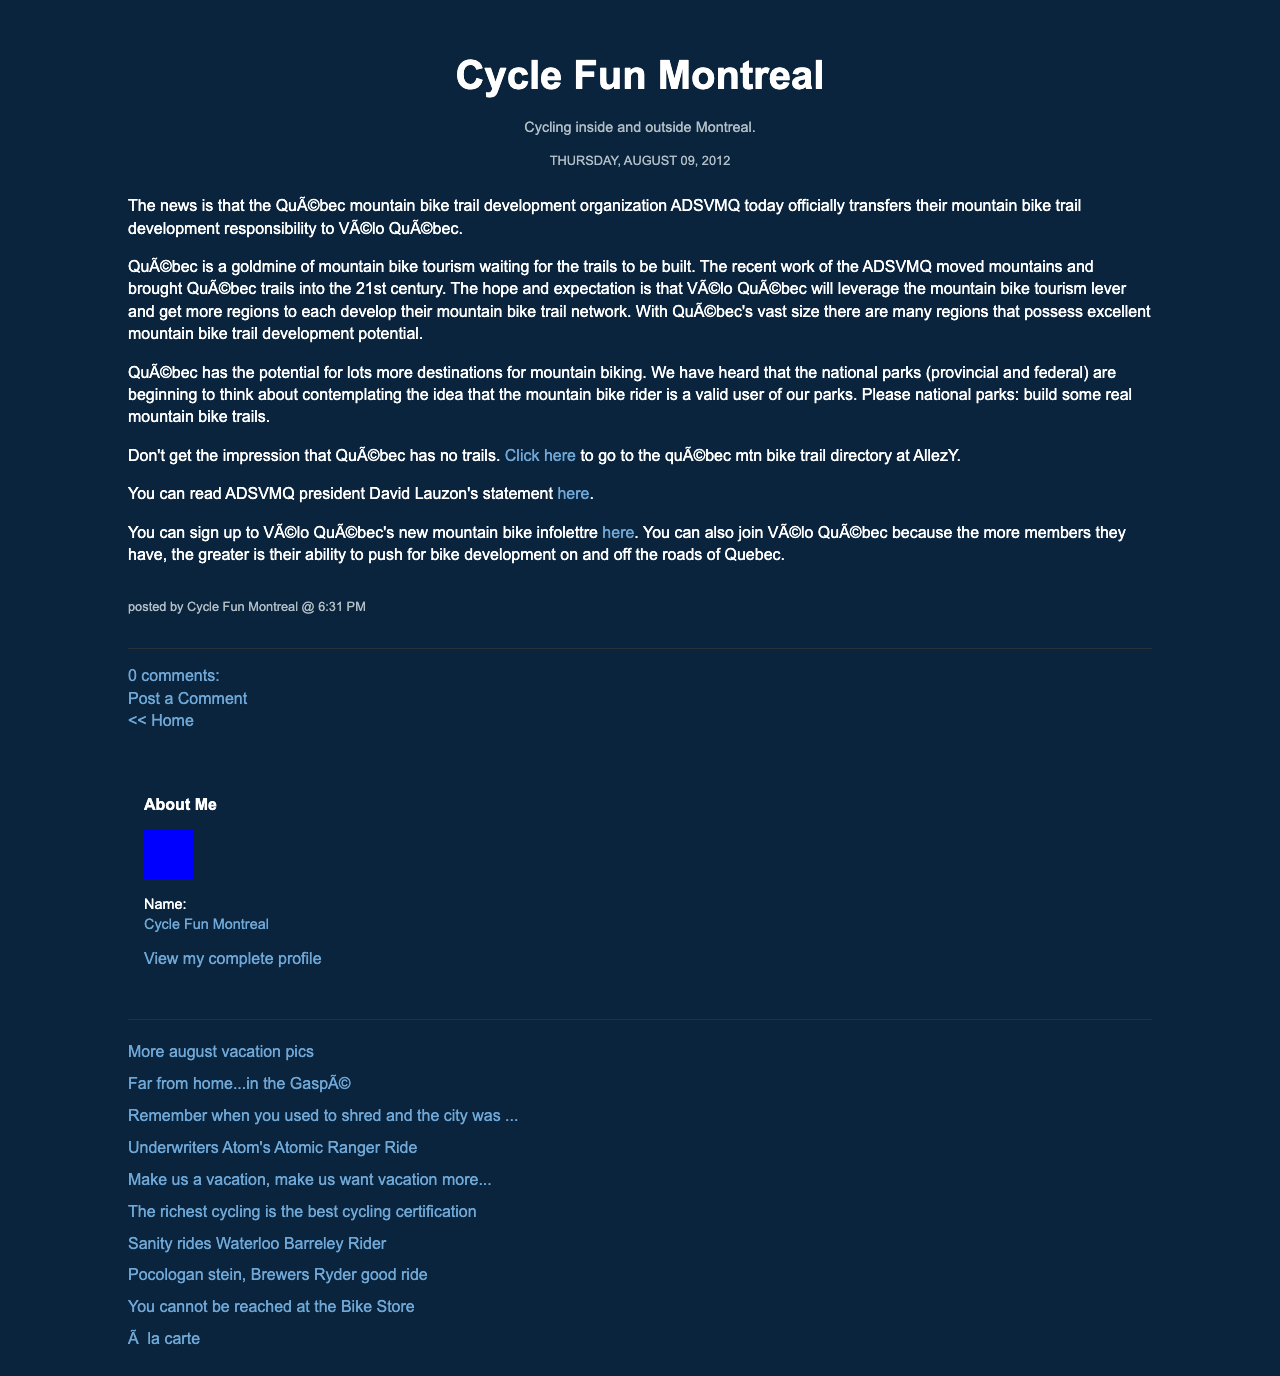 Cycle Fun Montreal
Cycling inside and outside Montreal.
THURSDAY, AUGUST 09, 2012
The news is that the QuÃ©bec mountain bike trail development organization ADSVMQ today officially transfers their mountain bike trail
development responsibility to VÃ©lo QuÃ©bec.
QuÃ©bec is a goldmine of mountain bike tourism waiting for the trails to be built. The recent work of the ADSVMQ moved mountains and
brought QuÃ©bec trails into the 21st century. The hope and expectation is that VÃ©lo QuÃ©bec will leverage the mountain bike tourism lever
and get more regions to each develop their mountain bike trail network. With QuÃ©bec's vast size there are many regions that possess excellent
mountain bike trail development potential.
QuÃ©bec has the potential for lots more destinations for mountain biking. We have heard that the national parks (provincial and federal) are
beginning to think about contemplating the idea that the mountain bike rider is a valid user of our parks. Please national parks: build some real
mountain bike trails.
Don't get the impression that QuÃ©bec has no trails. Click here to go to the quÃ©bec mtn bike trail directory at AllezY.
You can read ADSVMQ president David Lauzon's statement here.
You can sign up to VÃ©lo QuÃ©bec's new mountain bike infolettre here. You can also join VÃ©lo QuÃ©bec because the more members they
have, the greater is their ability to push for bike development on and off the roads of Quebec.
posted by Cycle Fun Montreal @ 6:31 PM
0 comments:
Post a Comment
<< Home
About Me
Name:
Cycle Fun Montreal
View my complete profile
More august vacation pics
Far from home...in the GaspÃ©
Remember when you used to shred and the city was ...
Underwriters Atom's Atomic Ranger Ride
Make us a vacation, make us want vacation more...
The richest cycling is the best cycling certification
Sanity rides Waterloo Barreley Rider
Pocologan stein, Brewers Ryder good ride
You cannot be reached at the Bike Store
Ã  la carte